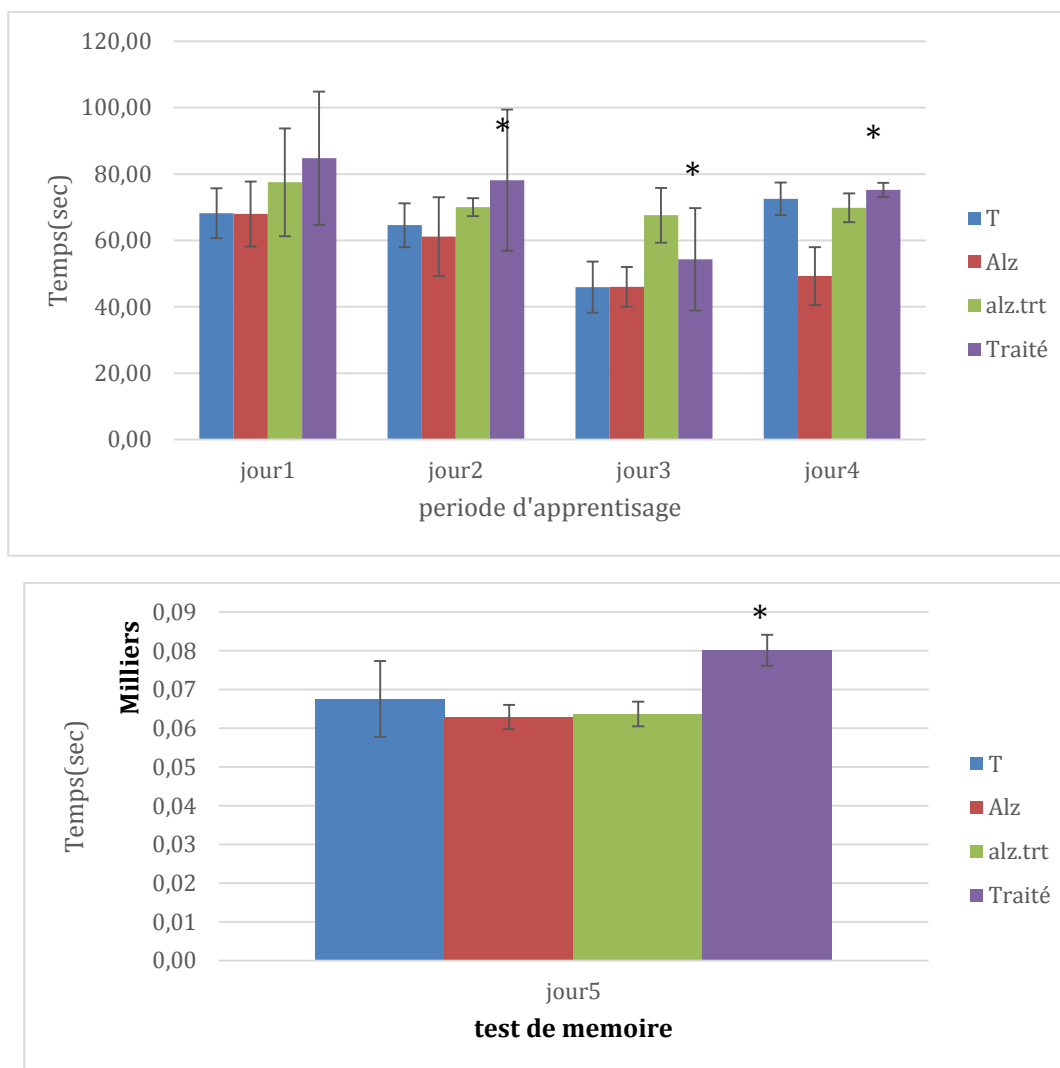 120,00
100,00
80,00
60,00
40,00
20,00
0,00
Temps(sec)
*
*
*
jour1 jour2 jour3 jour4
periode d'apprentisage
T
Alz
alz.trt
Traité
0,09
0,08
0,07
0,06
0,05
0,04
0,03
0,02
0,01
0,00
Milliers
Temps(sec)
*
jour5
test de memoire
T
Alz
alz.trt
Traité